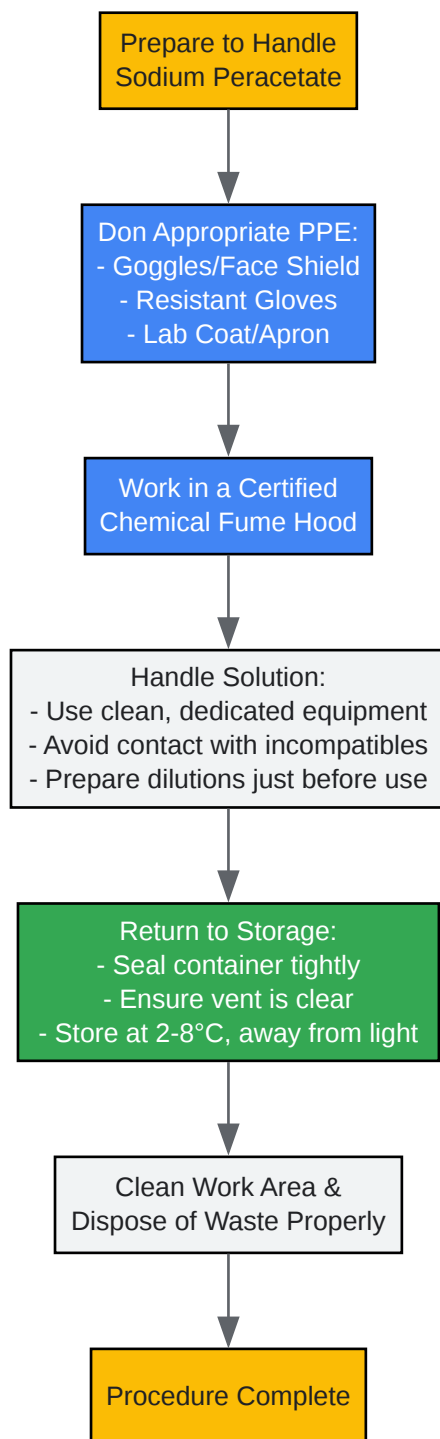 Prepare to Handle
Sodium Peracetate
Don Appropriate PPE:
- Goggles/Face Shield
- Resistant Gloves
- Lab Coat/Apron
Work in a Certified
Chemical Fume Hood
Handle Solution:
- Use clean, dedicated equipment
- Avoid contact with incompatibles
- Prepare dilutions just before use
Return to Storage:
- Seal container tightly
- Ensure vent is clear
- Store at 2-8°C, away from light
Clean Work Area &
Dispose of Waste Properly
Procedure Complete